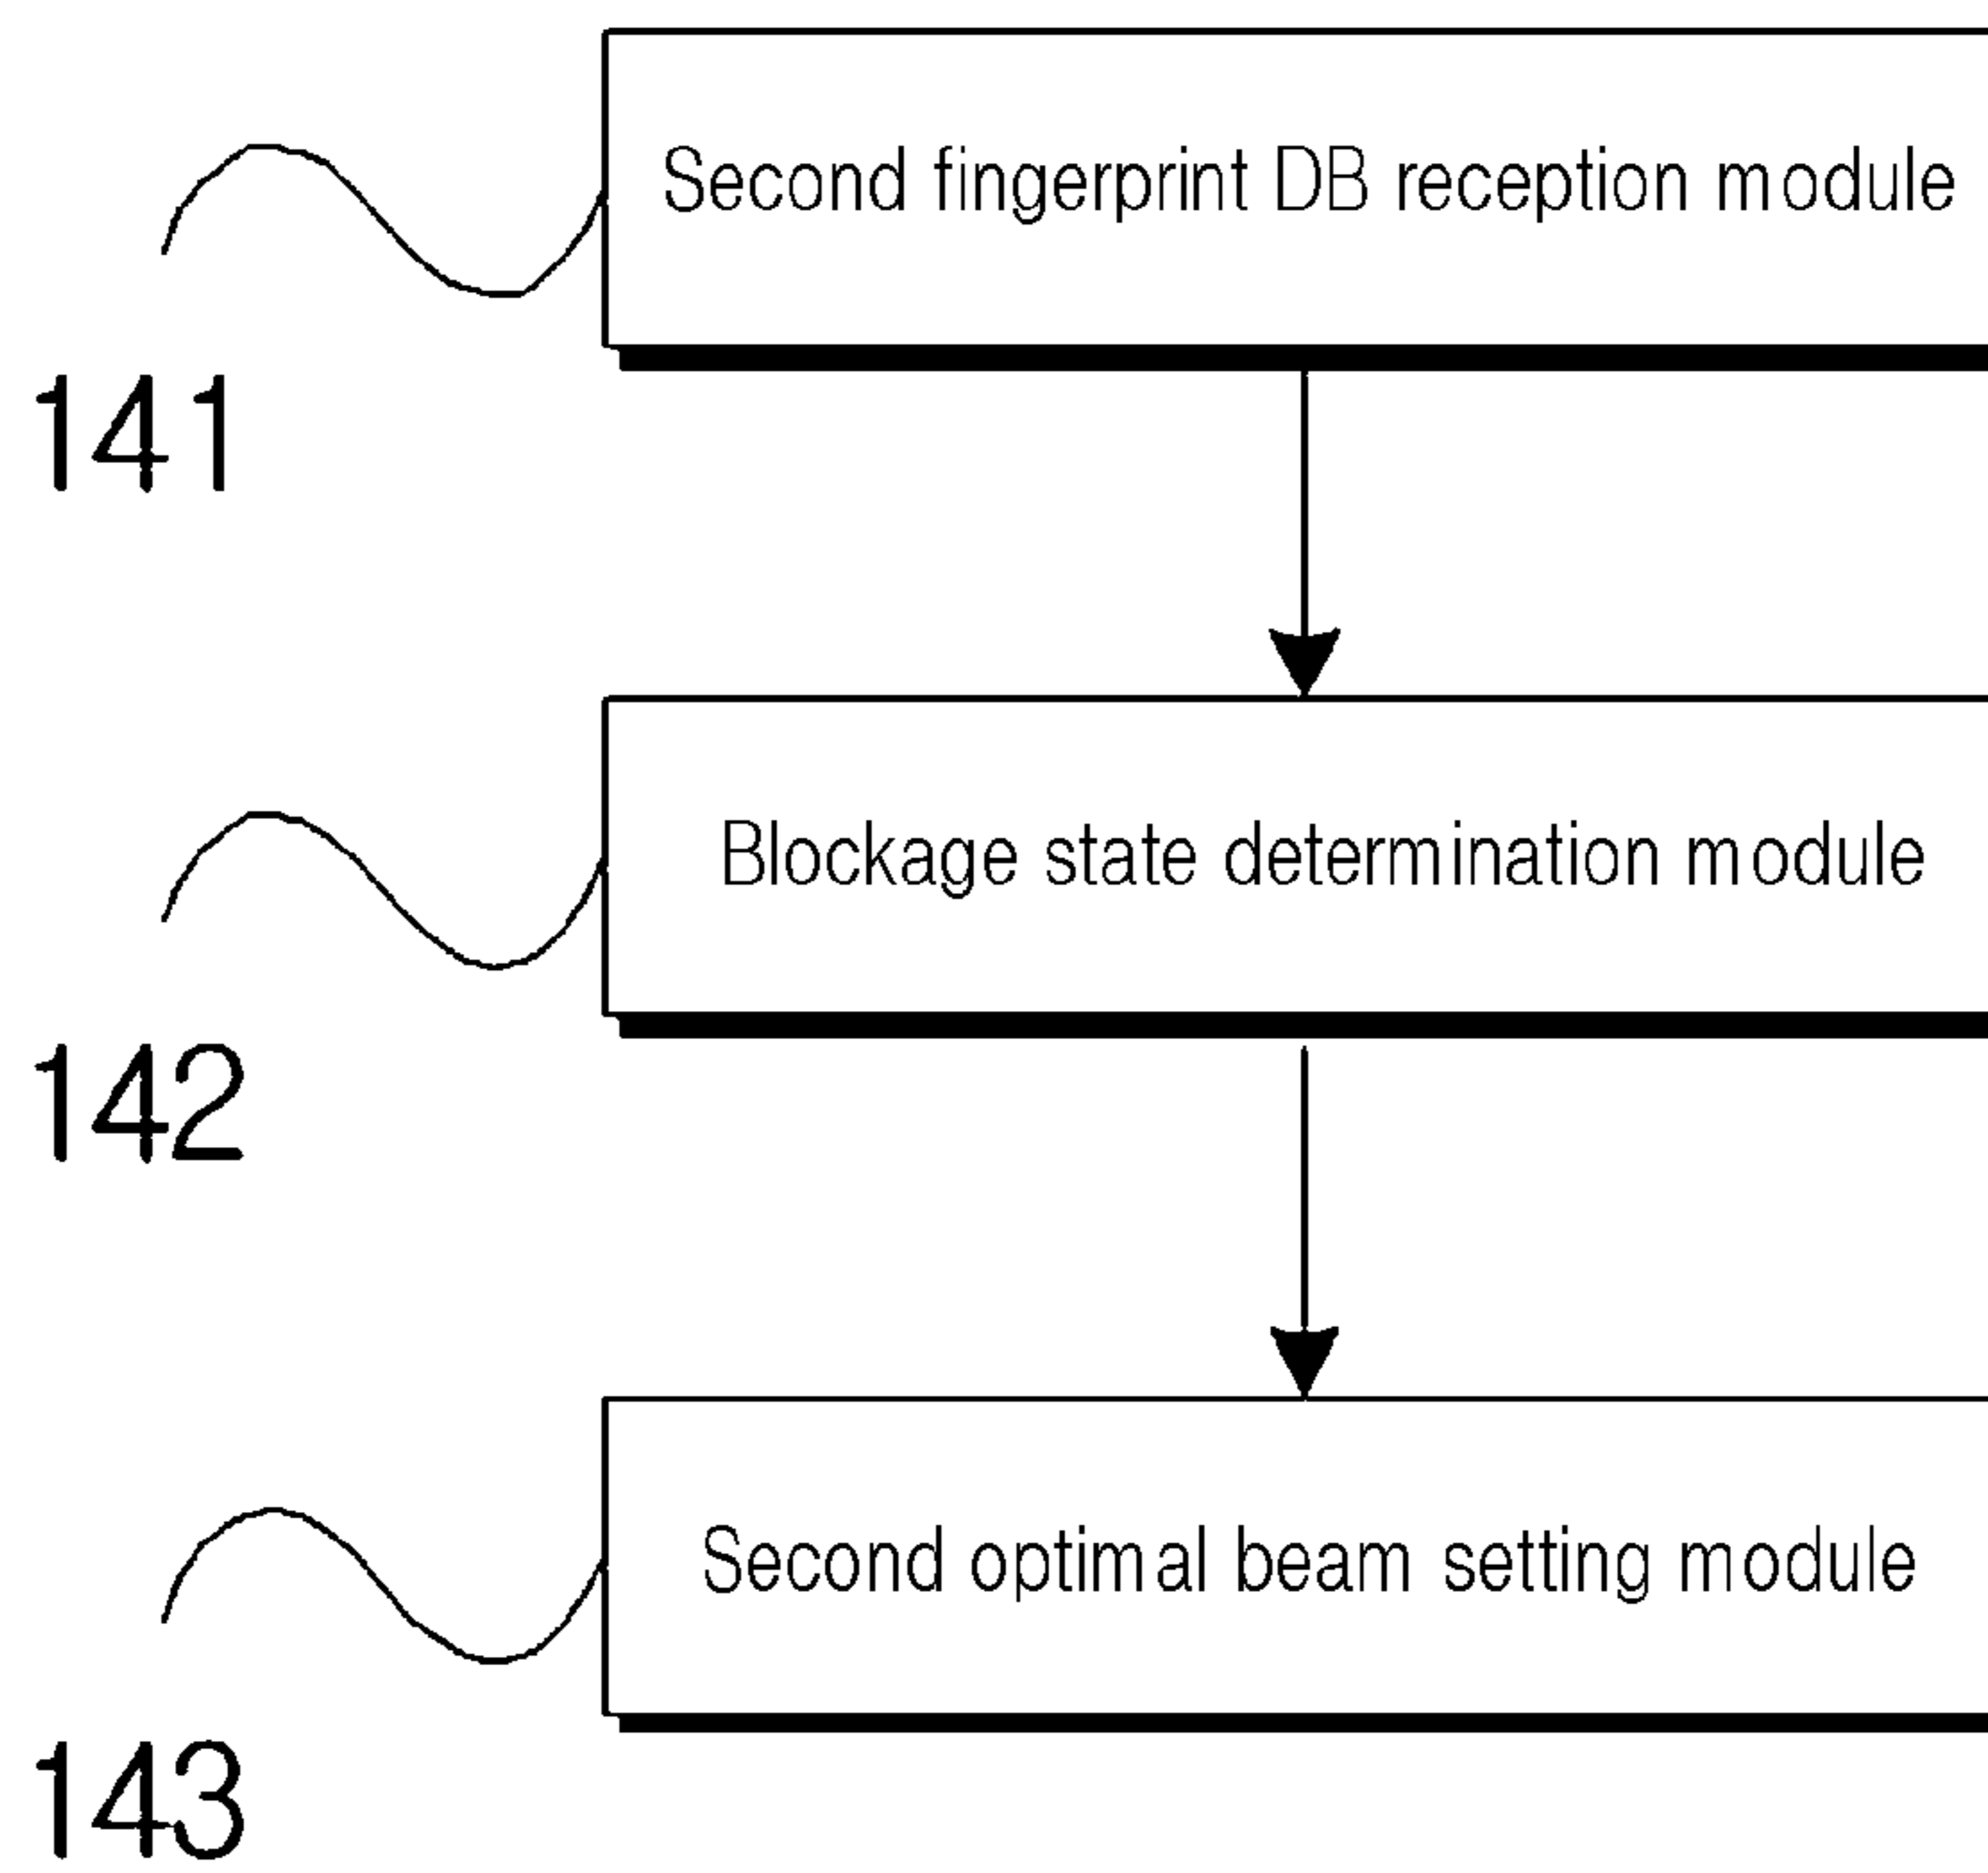 Second fingerprint DB reception module
141
Blockage state determination module
142
Second optimal beam setting module
143